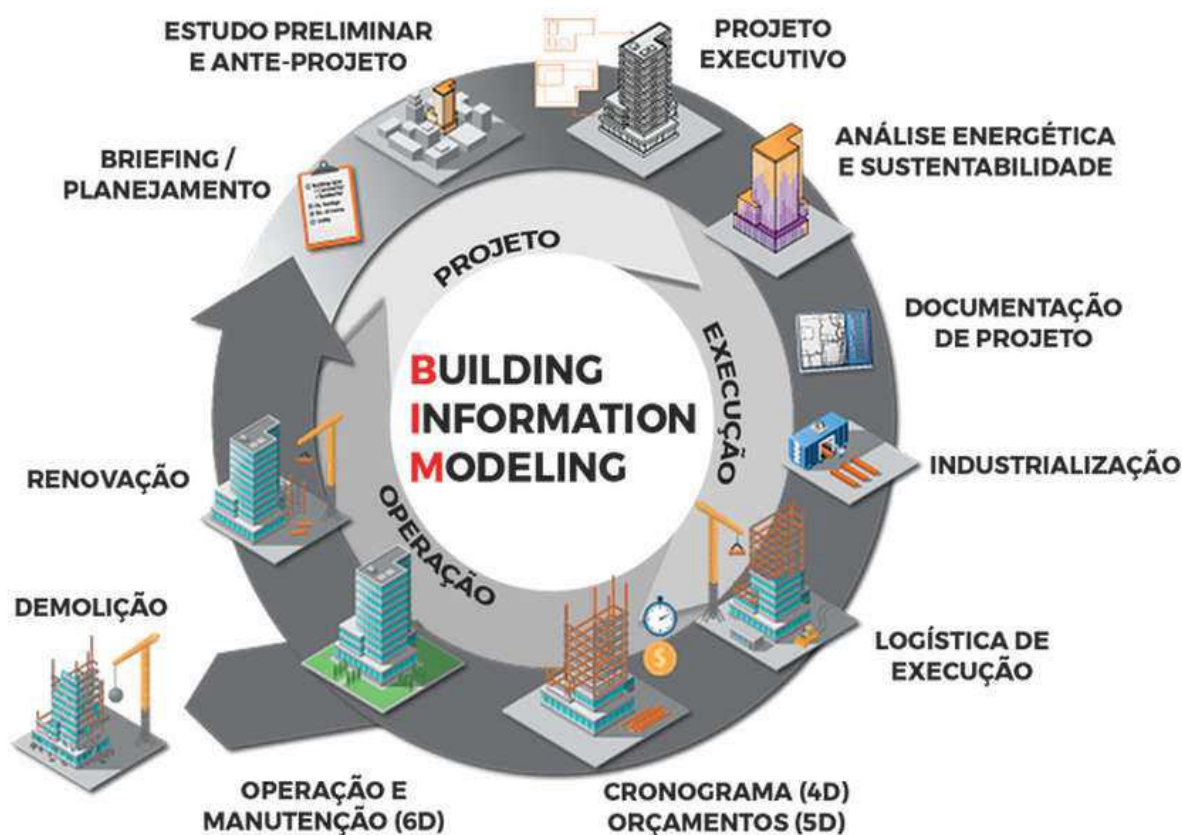 ESTUDO PRELIMINAR
E ANTE-PROJETO
PROJETO
EXECUTIVO
ANÁLISE ENERGÉTICA
E SUSTENTABILIDADE
BRIEFING /
PLANEJAMENTO
DOCUMENTAÇÃO
DE PROJETO
INDUSTRIALIZAÇÃO
LOGÍSTICA DE
EXECUÇÃO
CRONOGRAMA (4D)
ORÇAMENTOS (5D)
OPERAÇÃO E
MANUTENÇÃO (6D)
DEMOLIÇÃO
RENOVAÇÃO
PROJETO
EXECUÇÃO
OPERAÇÃO
BUILDING
INFORMATION
MODELING
$